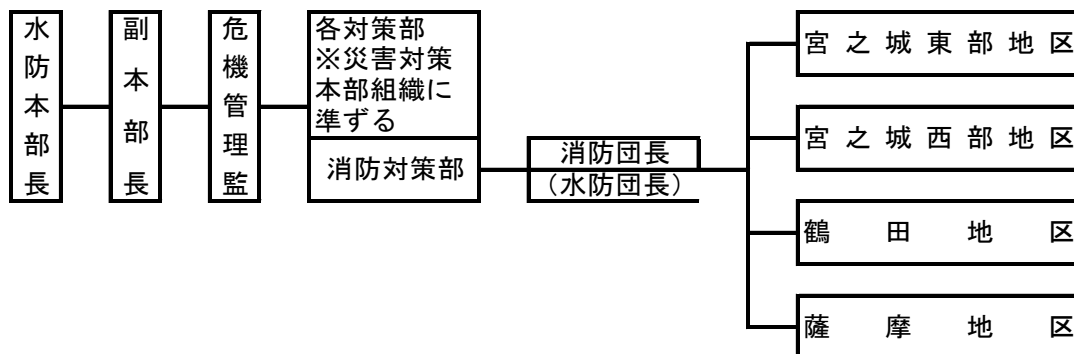 水防本部長
副本部長
危機管理監
各対策部
※災害対策
本部組織に
準ずる
消防対策部
消防団長
（水防団長）
宮之城東部地区
宮之城西部地区
鶴田地区
薩摩地区